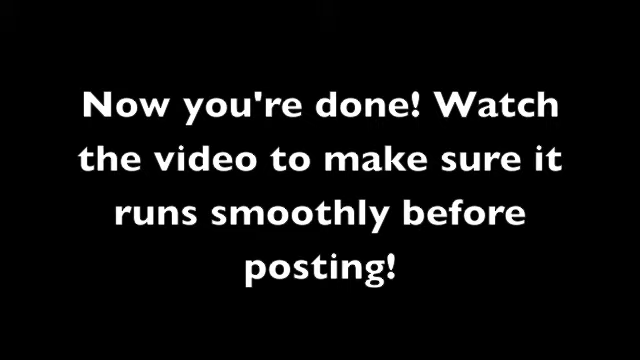 Now you're done! Watch
the video to make sure it
runs smoothly before
posting!